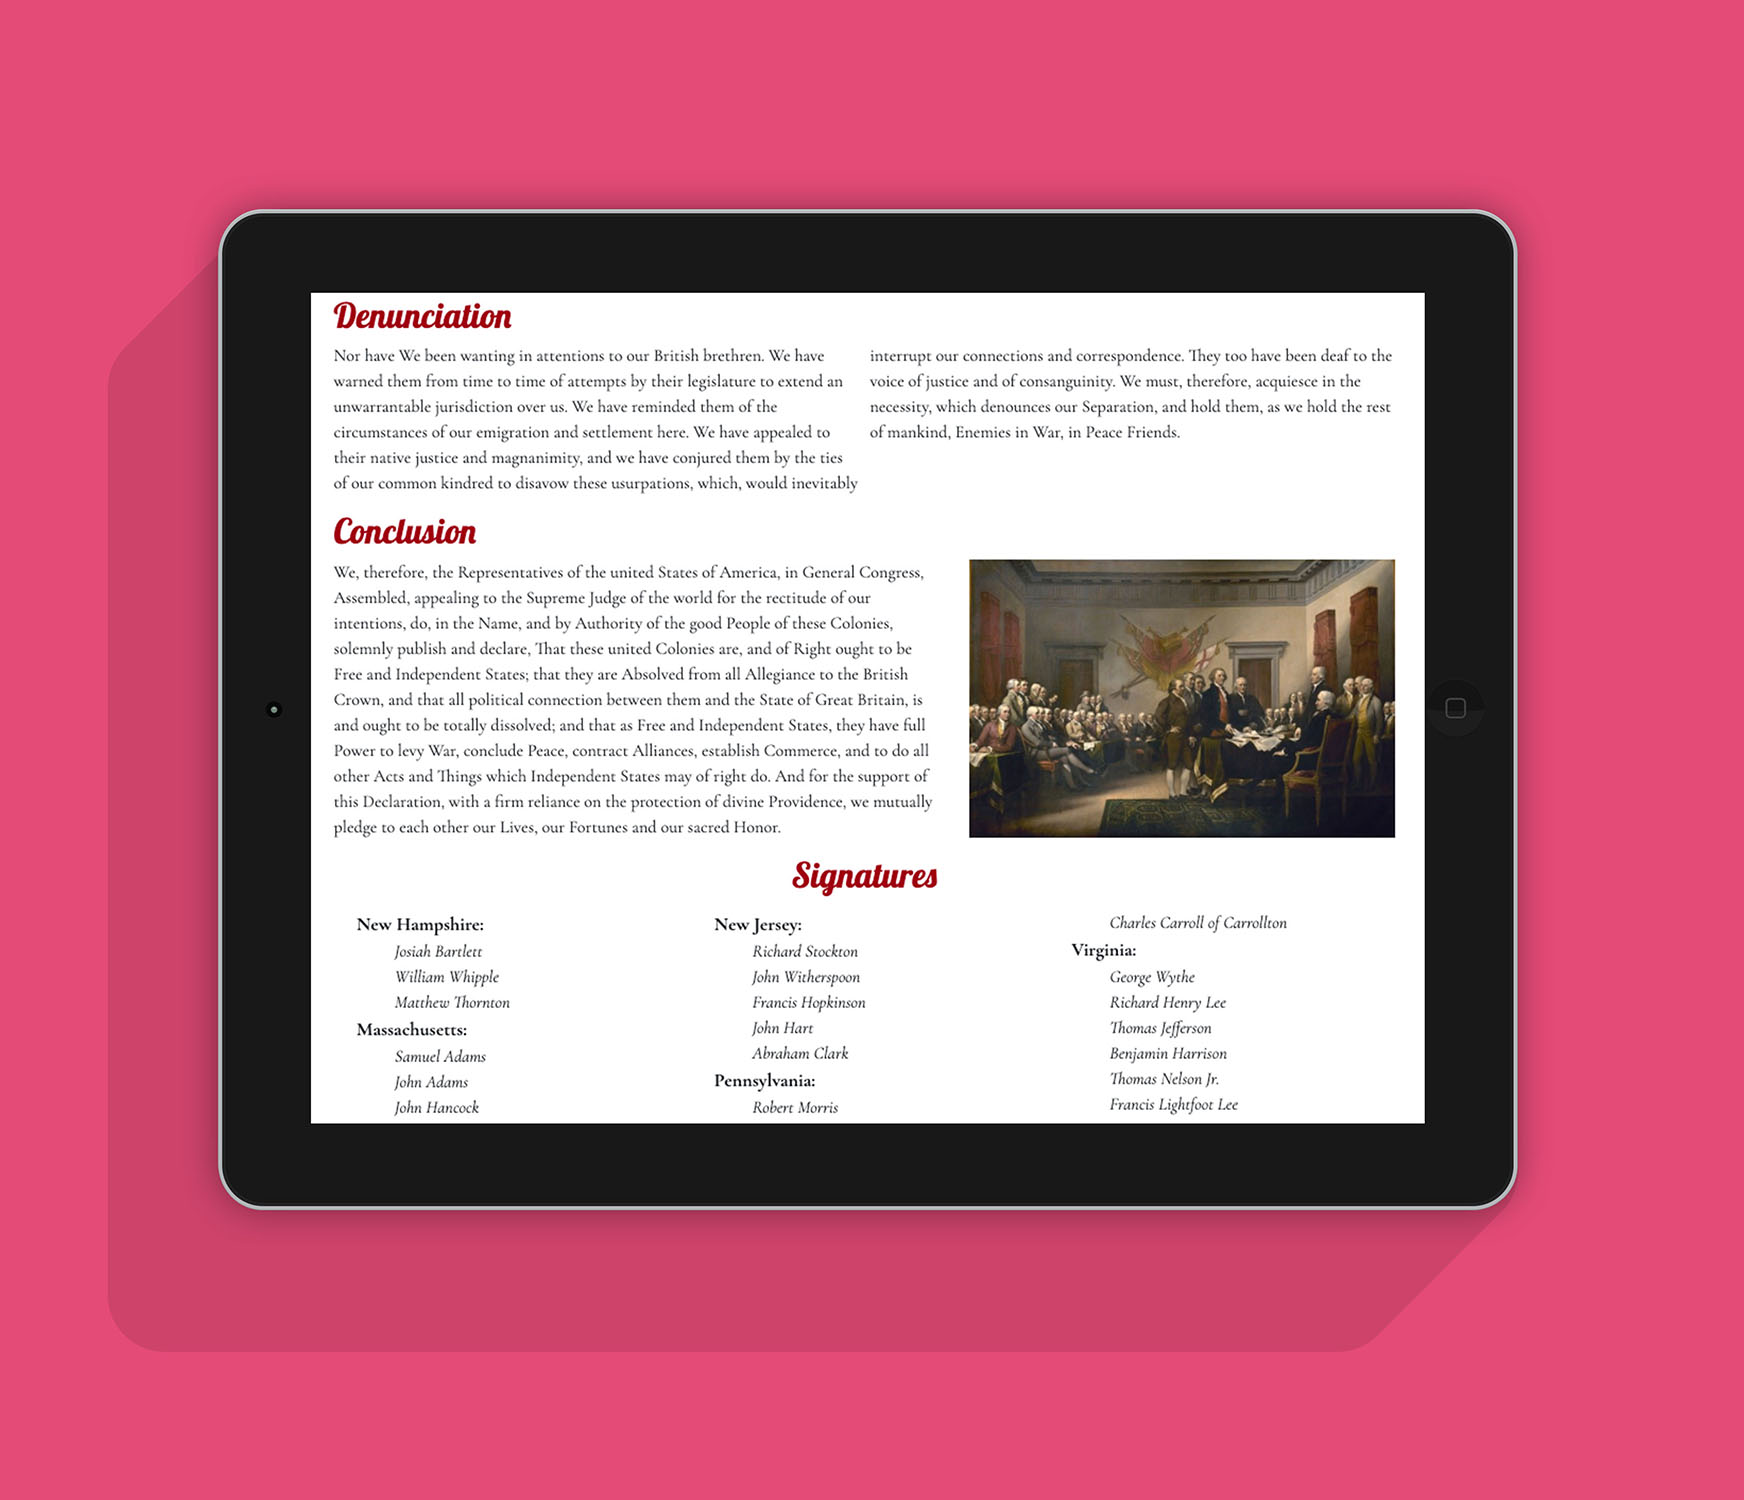 Denunciation
Nor have We been wanting in attentions to our British brethren. We have
warned them from time to time of attempts by their legislature to extend an
unwarrantable jurisdiction over us. We have reminded them of the
circumstances of our emigration and settlement here. We have appealed to
their native justice and magnanimity, and we have conjured them by the ties
of our common kindred to disavow these usurpations, which, would inevitably
interrupt our connections and correspondence. They too have been deaf to the
voice of justice and of consanguinity. We must, therefore, acquiesce in the
necessity, which denounces our Separation, and hold them, as we hold the rest
of mankind, Enemies in War, in Peace Friends.
Conclusion
We, therefore, the Representatives of the united States of America, in General Congress,
Assembled, appealing to the Supreme Judge of the world for the rectitude of our
intentions, do, in the Name, and by Authority of the good People of these Colonies,
solemnly publish and declare, That these united Colonies are, and of Right ought to be
Free and Independent States; that they are Absolved from all Allegiance to the British
Crown, and that all political connection between them and the State of Great Britain, is
and ought to be totally dissolved; and that as Free and Independent States, they have full
Power to levy War, conclude Peace, contract Alliances, establish Commerce, and to do all
other Acts and Things which Independent States may of right do. And for the support of
this Declaration, with a firm reliance on the protection of divine Providence, we mutually
pledge to each other our Lives, our Fortunes and our sacred Honor.
Signatures
New Hampshire:
Josiah Bartlett
William Whipple
Matthew Thornton
Massachusetts:
Samuel Adams
John Adams
John Hancock
New Jersey:
Richard Stockton
John Witherspoon
Francis Hopkinson
John Hart
Abraham Clark
Pennsylvania:
Robert Morris
Charles Carroll of Carrollton
Virginia:
George Wythe
Richard Henry Lee
Thomas Jefferson
Benjamin Harrison
Thomas Nelson Jr.
Francis Lightfoot Lee